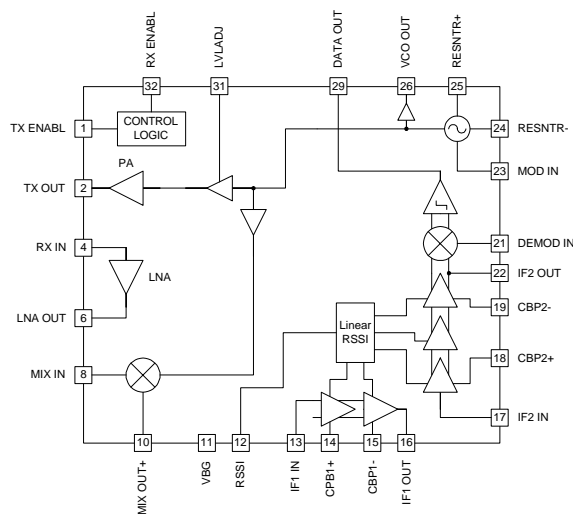 RX ENABL
LVLADJ
DATA OUT
VCO OUT
RESNTR+
32
31
29
26
25
TX ENABL
1
CONTROL
LOGIC
24
RESNTR-
PA
23
MOD IN
TX OUT
2
RX IN
4
21
DEMOD IN
LNA
22
IF2 OUT
LNA OUT
6
19
CBP2-
Linear
RSSI
18
CBP2+
MIX IN
8
17
IF2 IN
10
11
12
13
14
15
16
MIX OUT+
VBG
RSSI
IF1 IN
CPB1+
CBP1-
IF1 OUT